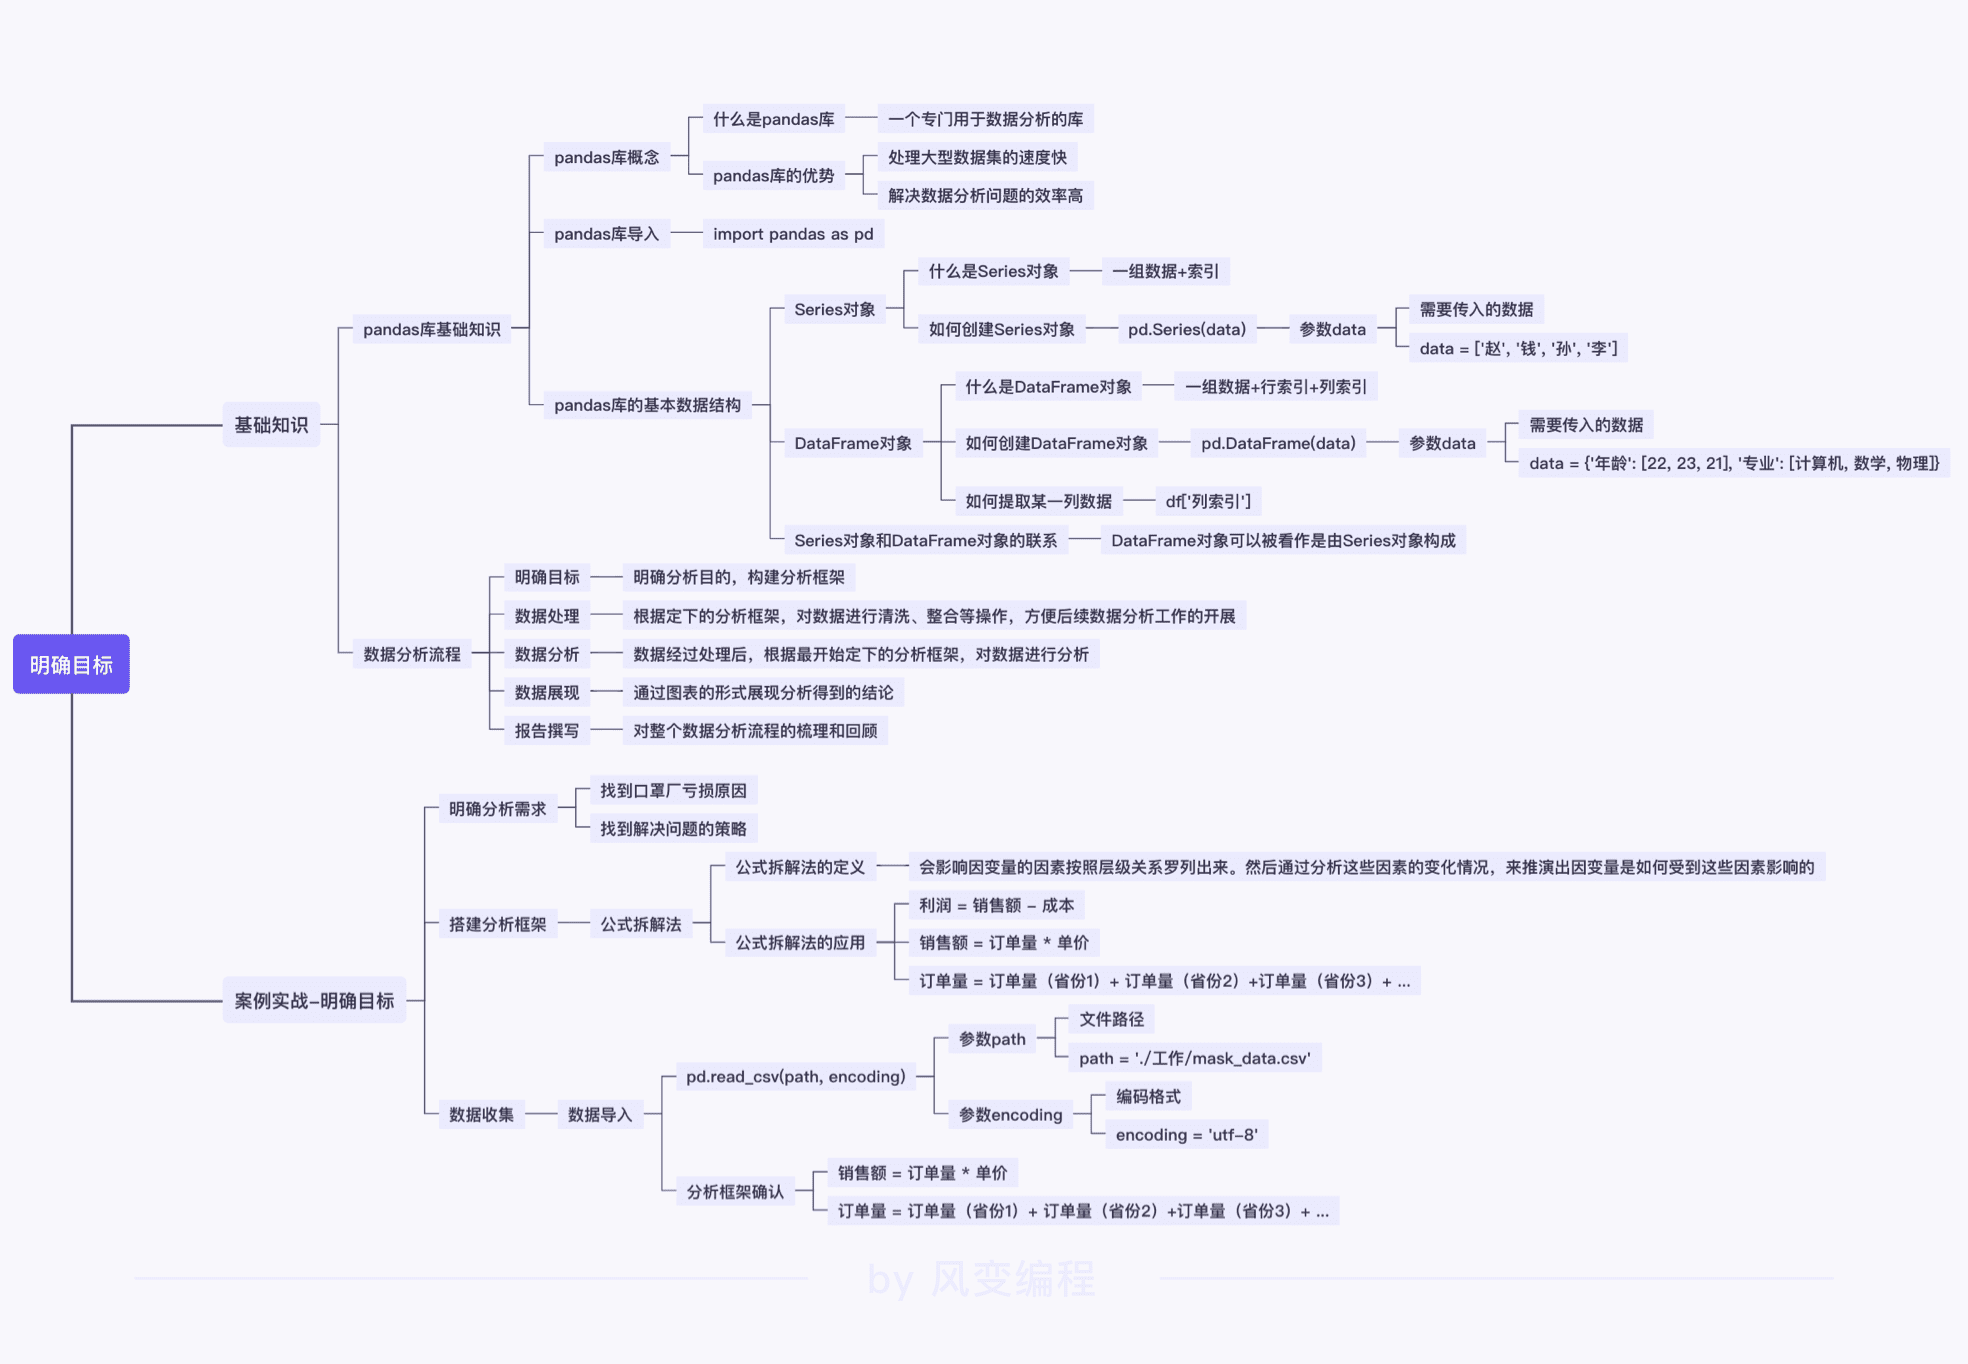 明确目标
基础知识
pandas库基础知识
pandas库概念
什么是pandas库
一个专门用于数据分析的库
pandas库的优势
处理大型数据集的速度快
解决数据分析问题的效率高
pandas库导入
import pandas as pd
pandas库的基本数据结构
Series对象
什么是Series对象
一组数据+索引
如何创建Series对象
pd.Series(data)
参数data
需要传入的数据
data = ['赵', '钱', '孙', '李']
DataFrame对象
什么是DataFrame对象
一组数据+行索引+列索引
如何创建DataFrame对象
pd.DataFrame(data)
参数data
需要传入的数据
data = {'年龄': [22, 23, 21], '专业': [计算机, 数学, 物理]}
如何提取某一列数据
df['列索引']
Series对象和DataFrame对象的联系
DataFrame对象可以被看作是由Series对象构成
数据分析流程
明确目标
明确分析目的，构建分析框架
数据处理
根据定下的分析框架，对数据进行清洗、整合等操作，方便后续数据分析工作的开展
数据分析
数据经过处理后，根据最开始定下的分析框架，对数据进行分析
数据展现
通过图表的形式展现分析得到的结论
报告撰写
对整个数据分析流程的梳理和回顾
案例实战-明确目标
明确分析需求
找到口罩厂亏损原因
找到解决问题的策略
搭建分析框架
公式拆解法
公式拆解法的定义
会影响因变量的因素按照层级关系罗列出来。然后通过分析这些因素的变化情况，来推演出因变量是如何受到这些因素影响的
公式拆解法的应用
利润 = 销售额 - 成本
销售额 = 订单量 * 单价
订单量 = 订单量（省份1）+ 订单量（省份2）+订单量（省份3）+ ...
数据收集
数据导入
pd.read_csv(path, encoding)
参数path
文件路径
path = './工作/mask_data.csv'
参数encoding
编码格式
encoding = 'utf-8'
分析框架确认
销售额 = 订单量 * 单价
订单量 = 订单量（省份1）+ 订单量（省份2）+订单量（省份3）+ ...
by 风变编程